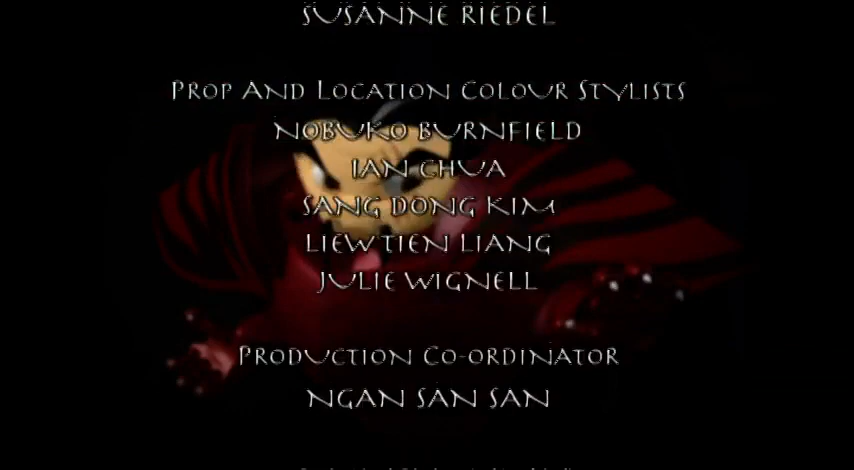 SUSANNE RIEDEL
PROP AND LOCATION COLOUR STYLISTS
NOBUKO BURNFIELD
IAN CHUA
SANG DONG KIM
LIEW TIEN LIANG
JULIE WIGNELL
PRODUCTION CO-ORDINATOR
NGAN SAN SAN